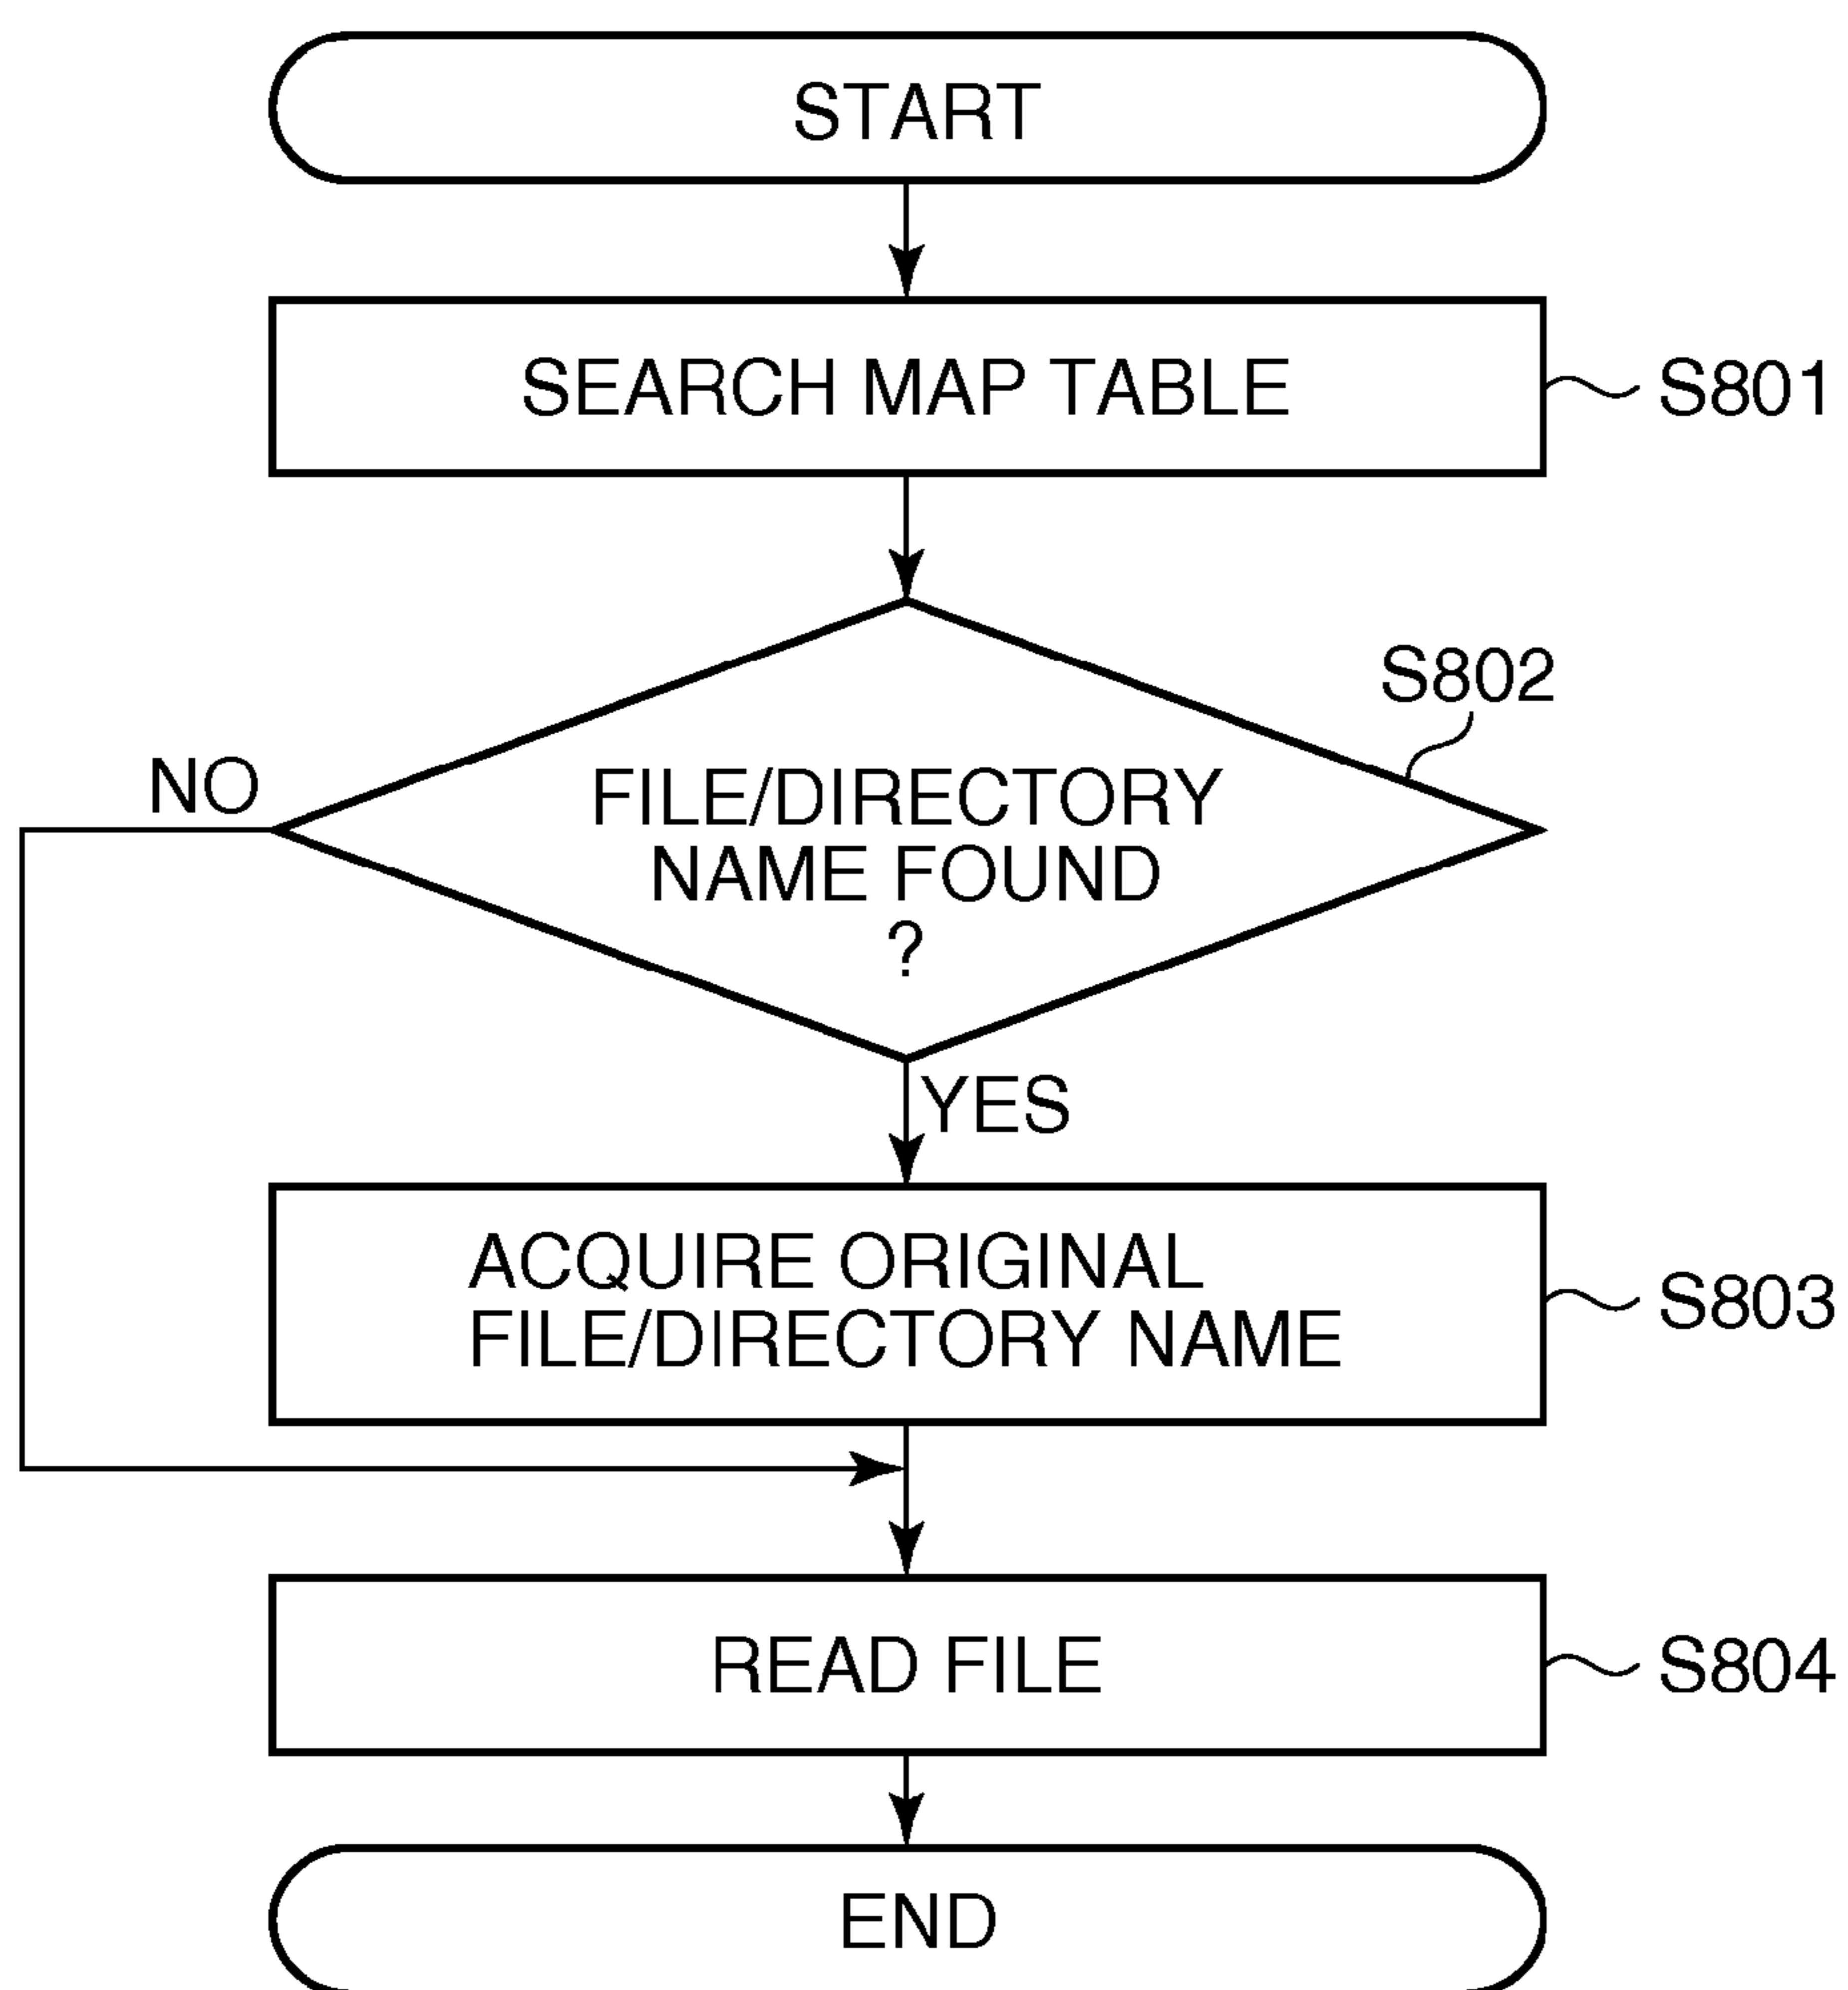 START
SEARCH MAP TABLE
S801
S802
NO
FILE/DIRECTORY
NAME FOUND
?
YES
ACQUIRE ORIGINAL
FILE/DIRECTORY NAME
S803
READ FILE
S804
END